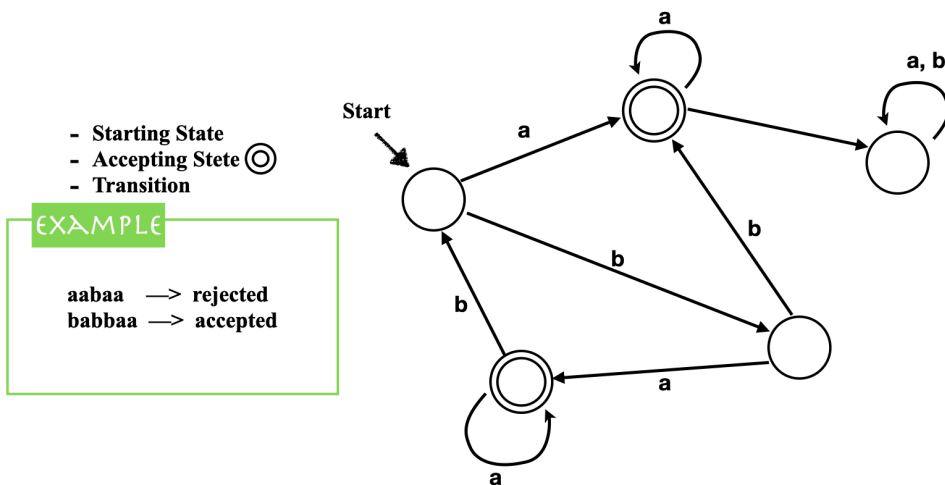 - Starting State
- Accepting Stete
- Transition
EXAMPLE
aabaa —> rejected
babbaa —> accepted
Start
a
a
a, b
b
b
b
a
a